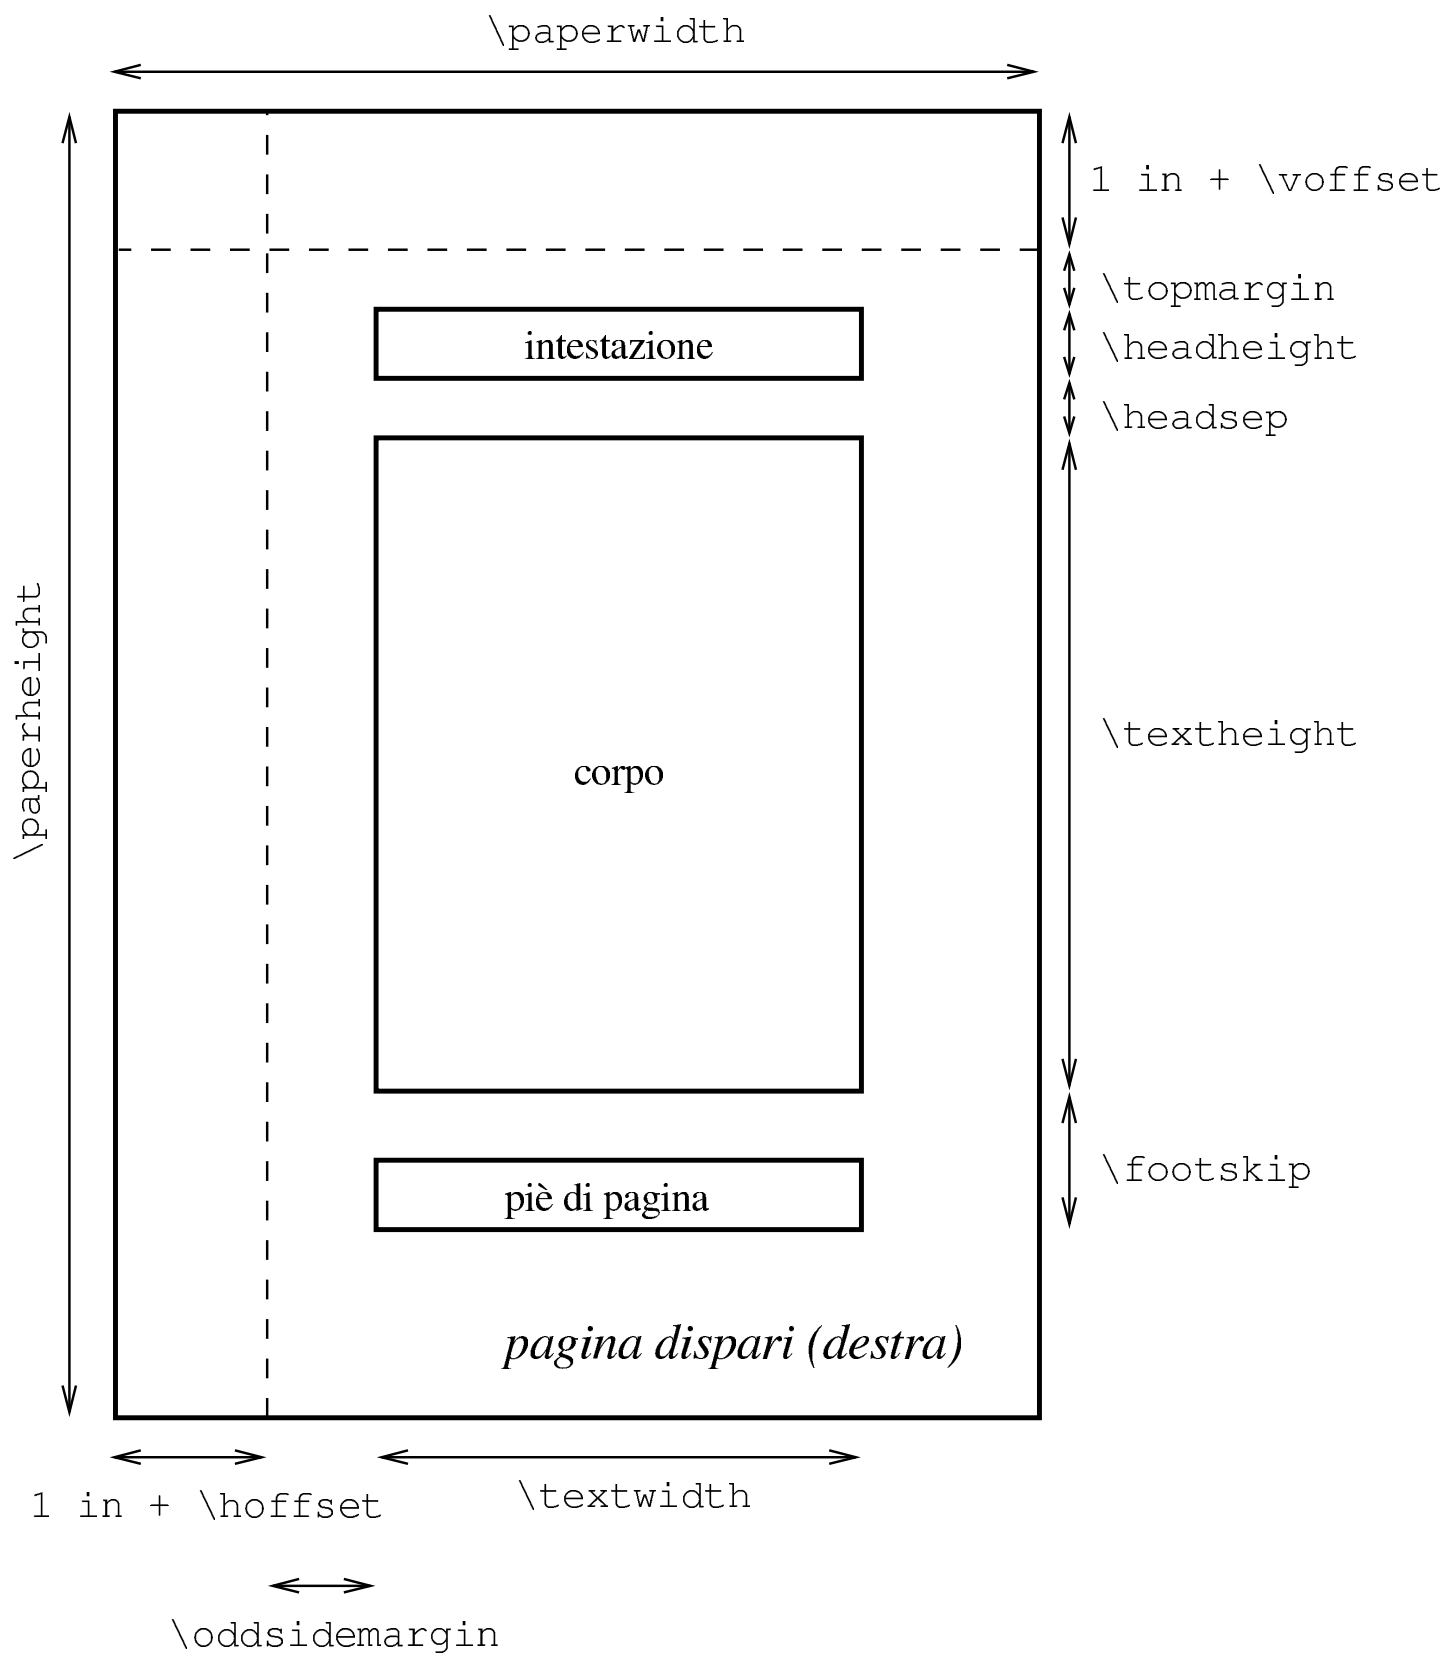 \paperwidth
1 in + \voffset
\topmargin
intestazione
\headheight
\headsep
\paperheight
\textheight
corpo
\footskip
piè di pagina
pagina dispari (destra)
1 in + \hoffset
\textwidth
\oddsidemargin